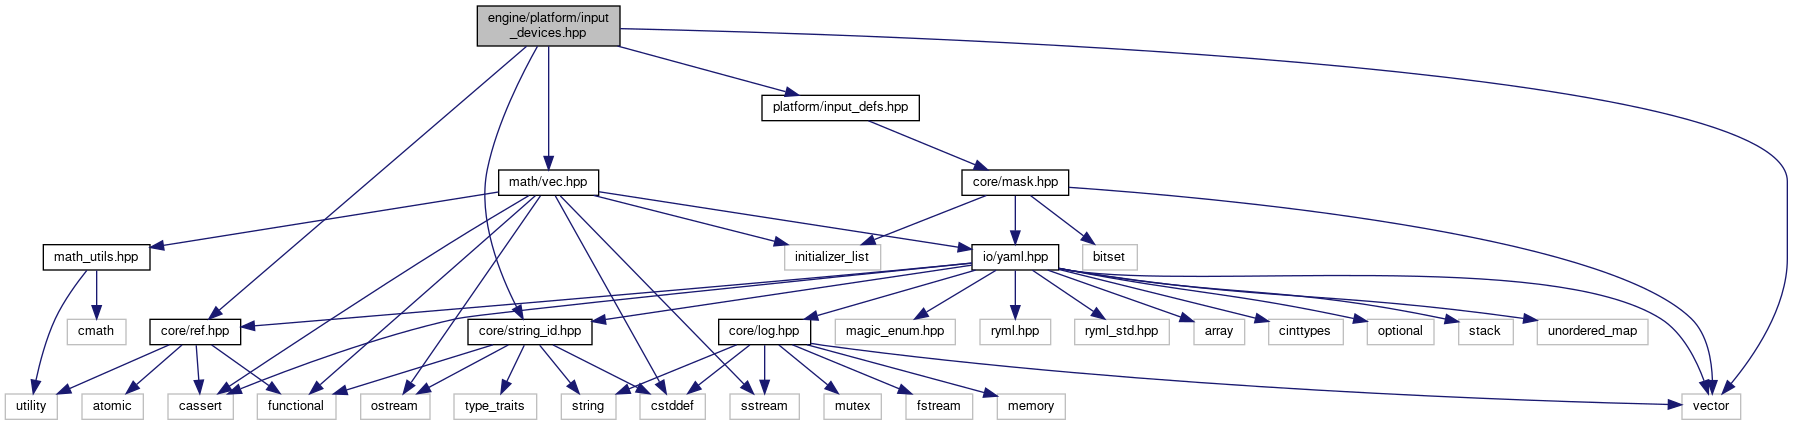 engine/platform/input
_devices.hpp
platform/input_defs.hpp
math/vec.hpp
core/mask.hpp
math_utils.hpp
initializer_list
io/yaml.hpp
bitset
cmath
core/ref.hpp
core/string_id.hpp
core/log.hpp
magic_enum.hpp
ryml.hpp
ryml_std.hpp
array
cinttypes
optional
stack
unordered_map
utility
atomic
cassert
functional
ostream
type_traits
string
cstddef
sstream
mutex
fstream
memory
vector